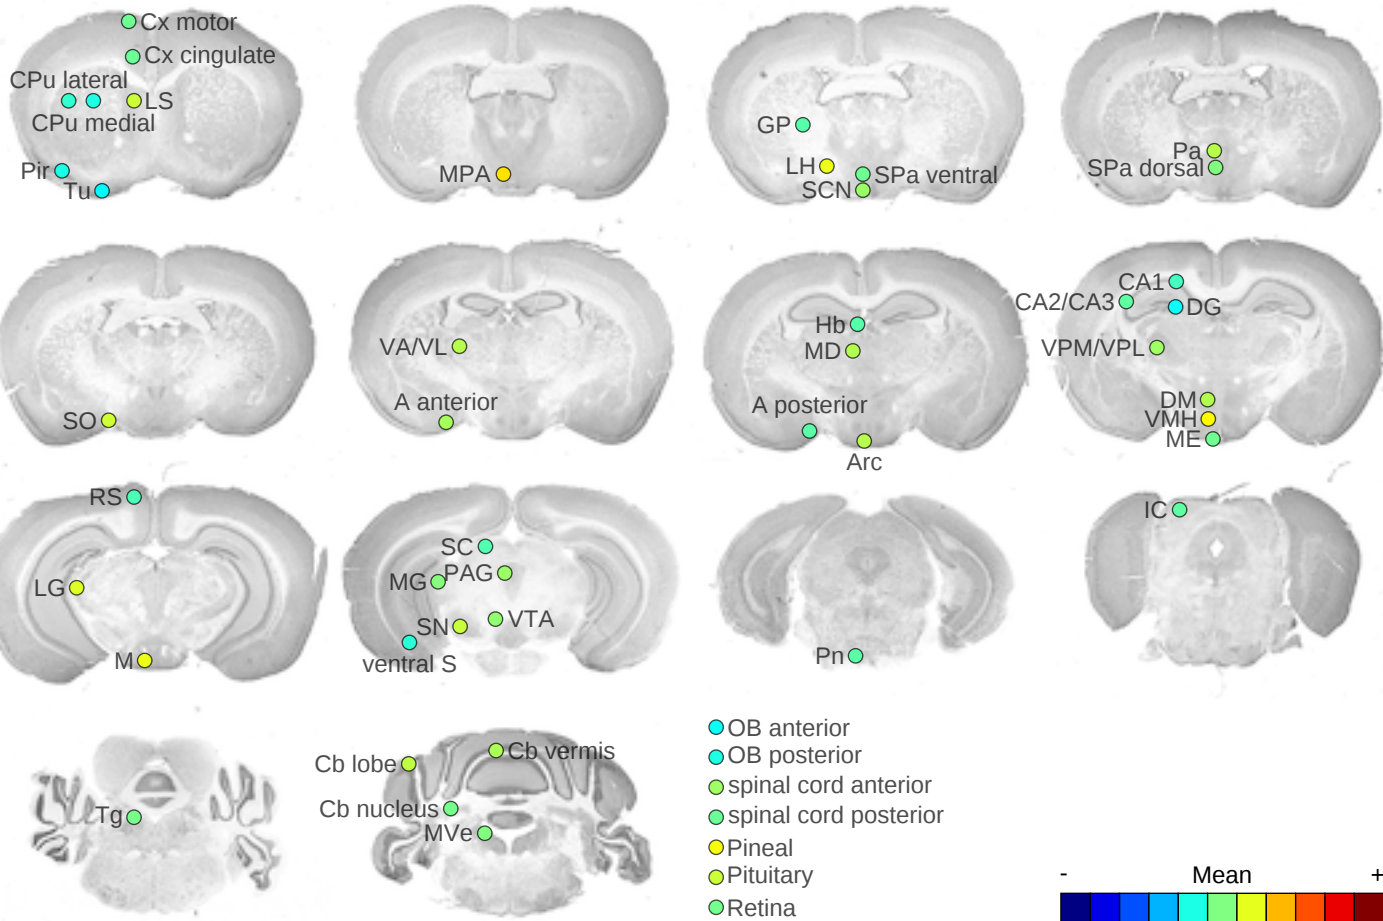 Cx motor
Cx cingulate
CPu lateral
LS
CPu medial
Pir
Tu
MPA
GP
LH
SPa ventral
SCN
Pa
SPa dorsal
SO
VA/VL
A anterior
Hb
MD
A posterior
Arc
CA1
CA2/CA3
DG
VPM/VPL
DM
VMH
ME
RS
LG
M
SC
PAG
MG
VTA
SN
ventral S
Pn
IC
Tg
Cb vermis
Cb lobe
Cb nucleus
MVe
OB anterior
OB posterior
spinal cord anterior
spinal cord posterior
Pineal
Pituitary
Retina
- Mean +